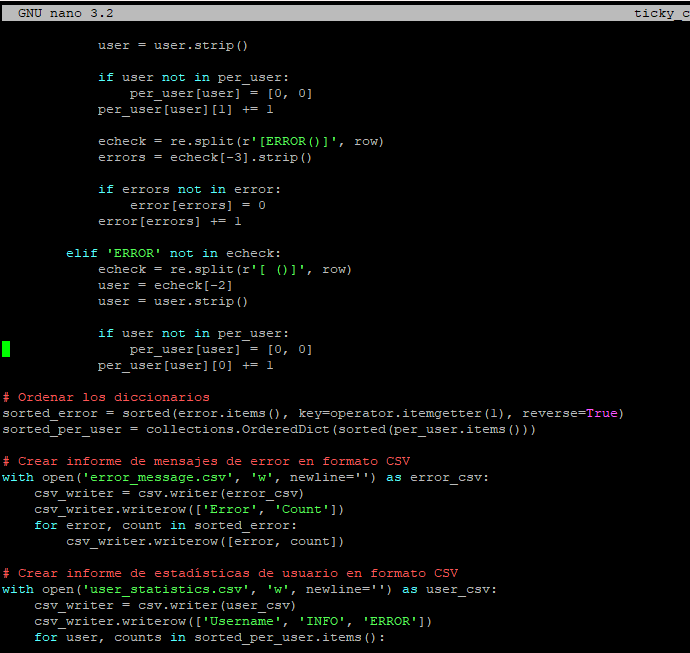 GNU nano 3.2 ticky_c
user = user.strip()
if user not in per_user:
per_user[user] = [0, 0]
per_user[user][1] += 1
echeck = re.split(r'[ERROR()]', row)
errors = echeck[-3].strip()
if errors not in error:
error[errors] = 0
error[errors] += 1
elif 'ERROR' not in echeck:
echeck = re.split(r'[ ()]', row)
user = echeck[-2]
user = user.strip()
if user not in per_user:
per_user[user] = [0, 0]
per_user[user][0] += 1
# Ordenar los diccionarios
sorted_error = sorted(error.items(), key=operator.itemgetter(1), reverse=True)
sorted_per_user = collections.OrderedDict(sorted(per_user.items()))
# Crear informe de mensajes de error en formato CSV
with open('error_message.csv', 'w', newline='') as error_csv:
csv_writer = csv.writer(error_csv)
csv_writer.writerow(['Error', 'Count'])
for error, count in sorted_error:
csv_writer.writerow([error, count])
# Crear informe de estadísticas de usuario en formato CSV
with open('user_statistics.csv', 'w', newline='') as user_csv:
csv_writer = csv.writer(user_csv)
csv_writer.writerow(['Username', 'INFO', 'ERROR'])
for user, counts in sorted_per_user.items():